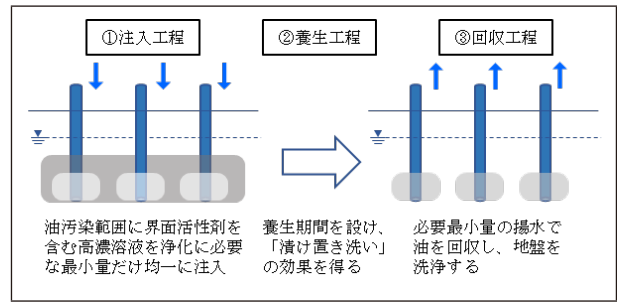 ①注入工程
②養生工程
③回収工程
油汚染範囲に界面活性剤を
含む高濃溶液を浄化に必要
な最小量だけ均一に注入
養生期間を設け、
「漬け置き洗い」
の効果を得る
必要最小量の揚水で
油を回収し、地盤を
洗浄する